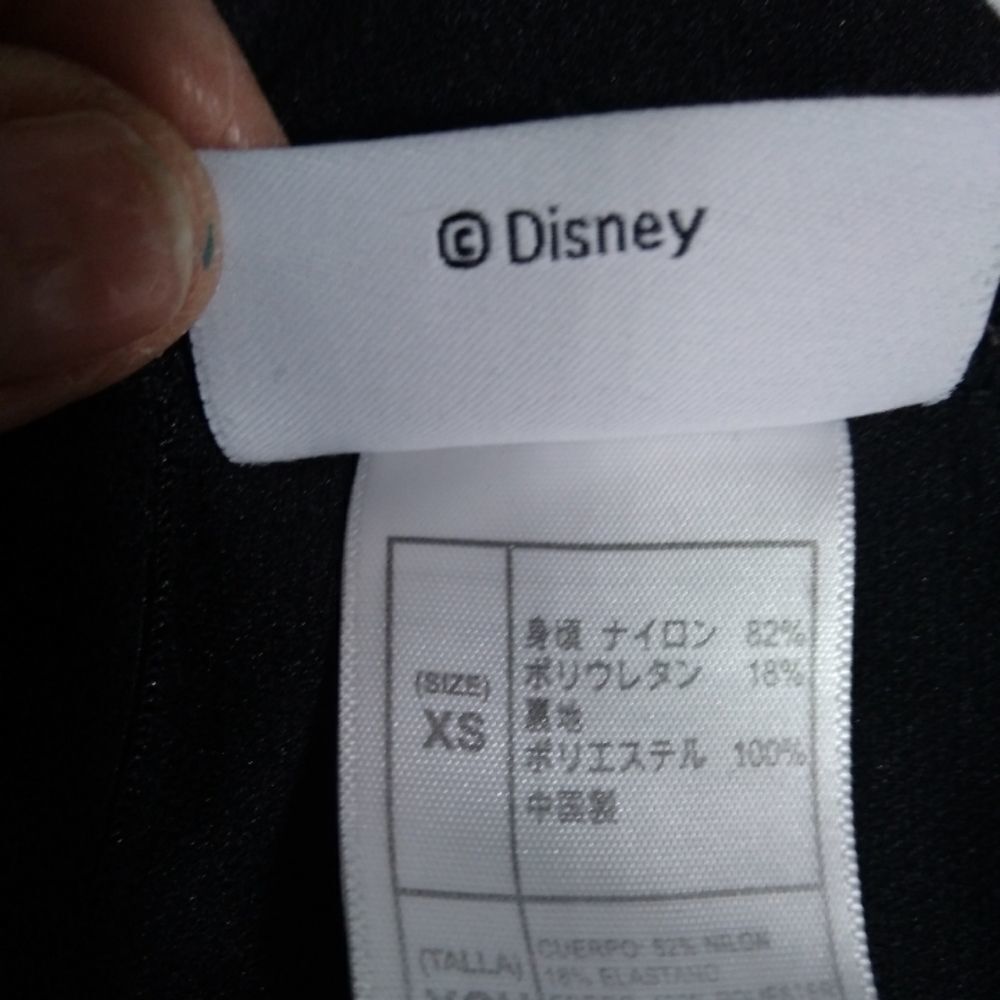 © Disney
(SIZE)
XS
身頃 ナイロン 82%
ポリウレタン 18%
裏地
ポリエステル 100%
中国製
(TALLA)
CUERPO: 82% NILON
18% ELASTANO